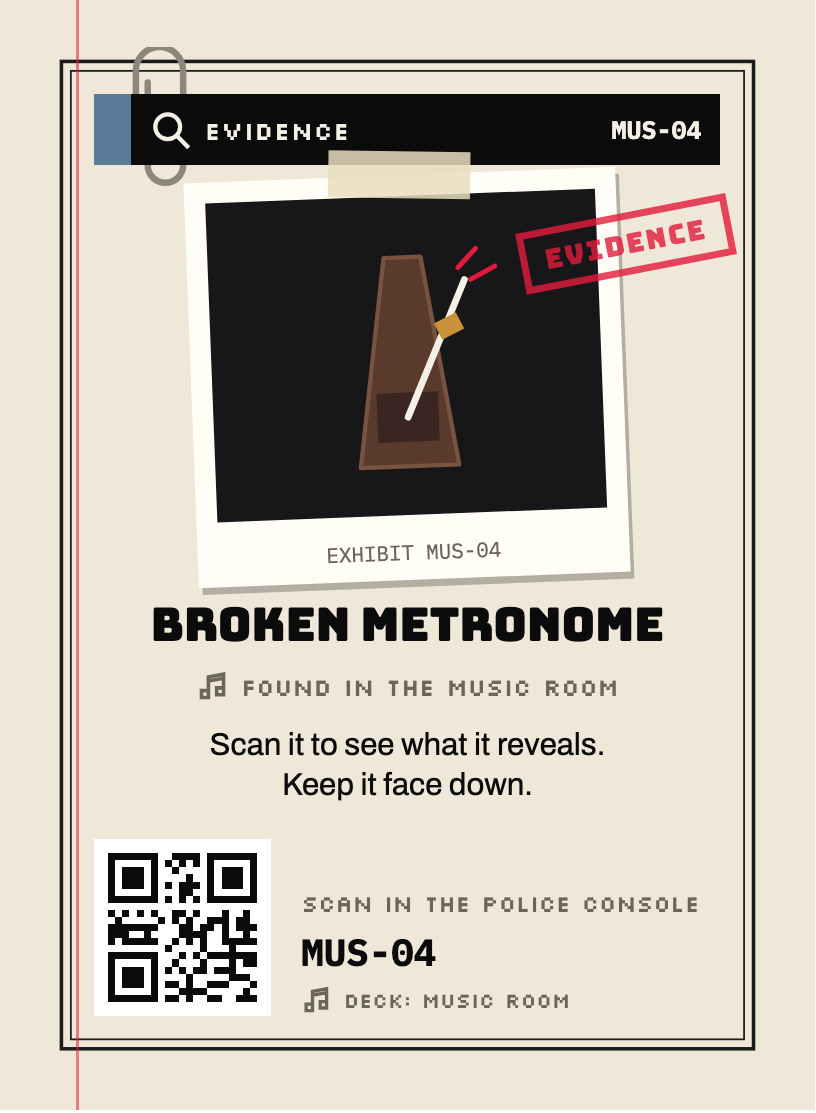 EVIDENCE
MUS-04
EVIDENCE
EXHIBIT MUS-04
BROKEN METRONOME
FOUND IN THE MUSIC ROOM
Scan it to see what it reveals.
Keep it face down.
SCAN IN THE POLICE CONSOLE
MUS-04
DECK: MUSIC ROOM